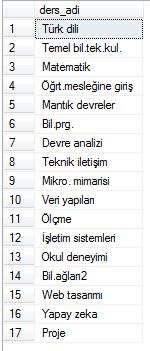 ders_adi
1 Türk dili
2 Temel bil.tek.kul.
3 Matematik
4 Öğrt.mesleğine giriş
5 Mantık devreler
6 Bil.prg.
7 Devre analizi
8 Teknik iletişim
9 Mikro. mimarisi
10 Veri yapıları
11 Ölçme
12 İşletim sistemleri
13 Okul deneyimi
14 Bil.ağları2
15 Web tasarımı
16 Yapay zeka
17 Proje